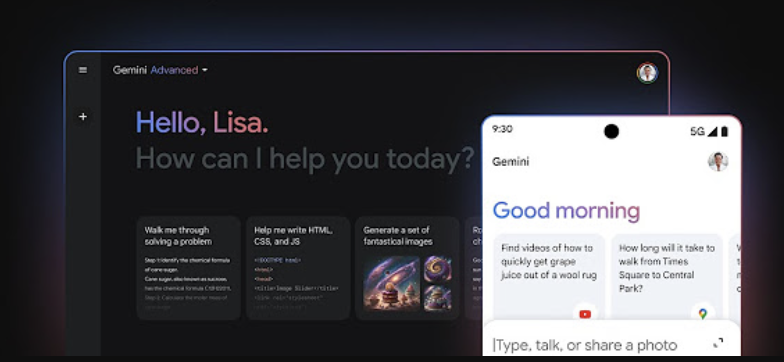 Gemini Advanced
Hello, Lisa.
How can I help you today?
Walk me through
solving a problem
Step 1: Identify the chemical formula
of cane sugar.
Cane sugar, also known as sucrose
has the chemical formula C12H22O11.
Step 2: Calculate the molar mass of
Help me write HTML,
CSS, and JS
<!DOCTYPE html>
<html>
<head>
<title>Image Slider</title>
<link rel="stylesheet"
Generate a set of
fantastical images
9:30
5G
Gemini
Good morning
Find videos of how to
quickly get grape
juice out of a wool rug
How long will it take to
walk from Times
Square to Central
Park?
Type, talk, or share a photo